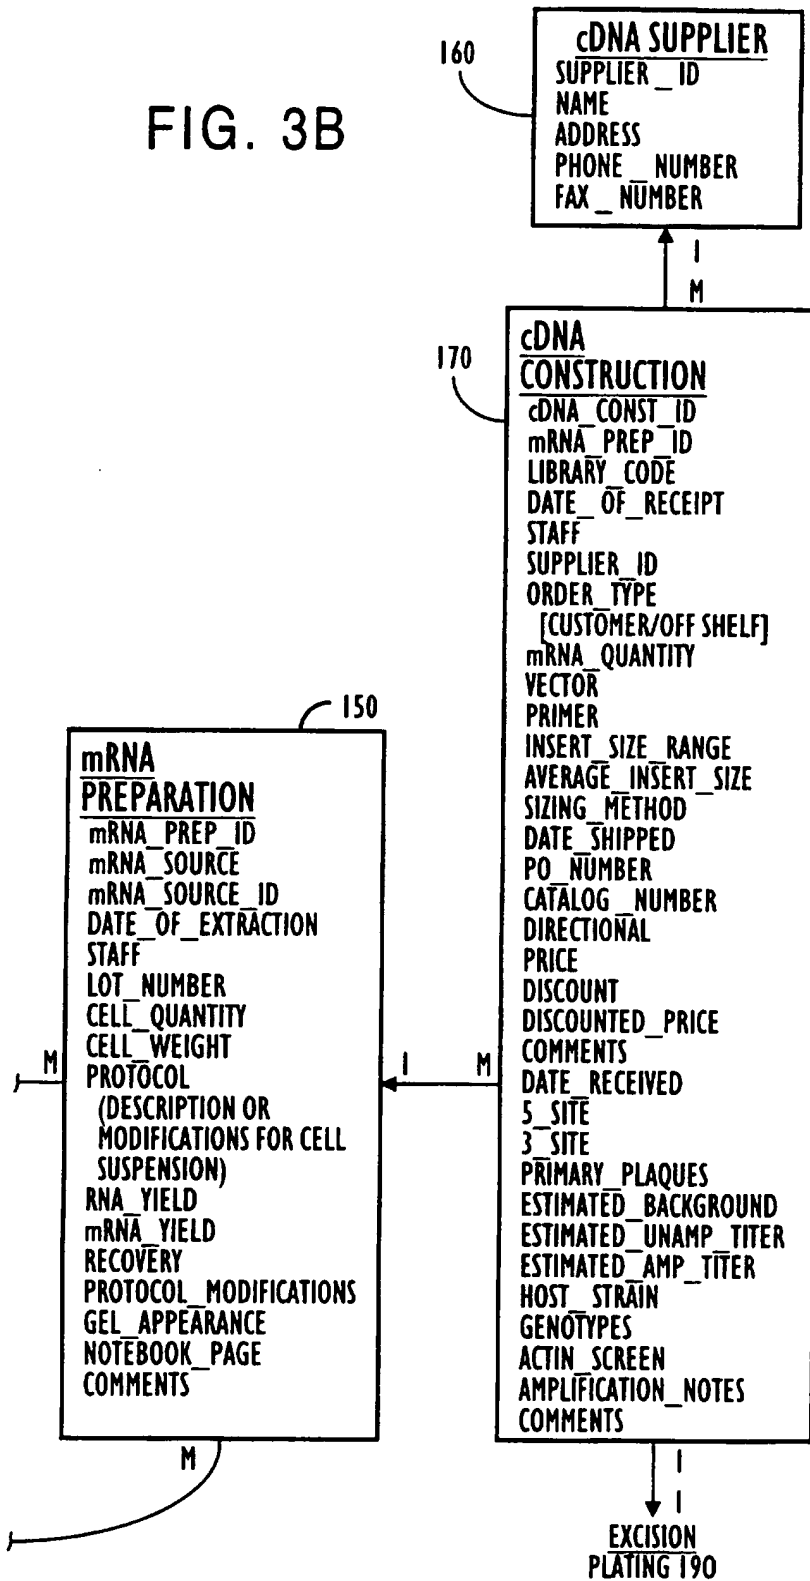 FIG. 3B
160
cDNA SUPPLIER
SUPPLIER_ID
NAME
ADDRESS
PHONE_NUMBER
FAX_NUMBER
I
M
170
cDNA
CONSTRUCTION
cDNA_CONST_ID
mRNA_PREP_ID
LIBRARY_CODE
DATE_OF_RECEIPT
STAFF
SUPPLIER_ID
ORDER_TYPE
[CUSTOMER/OFF SHELF]
mRNA_QUANTITY
VECTOR
PRIMER
INSERT_SIZE_RANGE
AVERAGE_INSERT_SIZE
SIZING_METHOD
DATE_SHIPPED
PO_NUMBER
CATALOG_NUMBER
DIRECTIONAL
PRICE
DISCOUNT
DISCOUNTED_PRICE
COMMENTS
DATE_RECEIVED
5_SITE
3_SITE
PRIMARY_PLAQUES
ESTIMATED_BACKGROUND
ESTIMATED_UNAMP_TITER
ESTIMATED_AMP_TITER
HOST_STRAIN
GENOTYPES
ACTIN_SCREEN
AMPLIFICATION_NOTES
COMMENTS
150
mRNA
PREPARATION
mRNA_PREP_ID
mRNA_SOURCE
mRNA_SOURCE_ID
DATE_OF_EXTRACTION
STAFF
LOT_NUMBER
CELL_QUANTITY
CELL_WEIGHT
PROTOCOL
(DESCRIPTION OR
MODIFICATIONS FOR CELL
SUSPENSION)
RNA_YIELD
mRNA_YIELD
RECOVERY
PROTOCOL_MODIFICATIONS
GEL_APPEARANCE
NOTEBOOK_PAGE
COMMENTS
M
I
M
M
I
I
EXCISION
PLATING 190